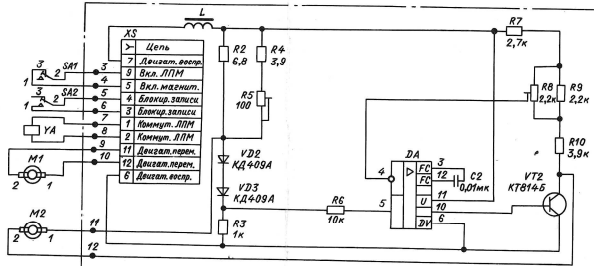 L
XS
Цепь
7 Двигат. воспр.
9 Вкл. ЛПМ
5 Вкл. магнит.
4 Блокир. записи
3 Блокир. записи
1 Коммут. ЛПМ
2 Коммут. ЛПМ
11 Двигат. перем.
12 Двигат. перем.
6 Двигат. воспр.
3 SA1
1 2
3 SA2
1 2
YA
M1
2 1
M2
2 1
3
4
5
6
7
8
9
10
11
12
R2
6,8
R4
3,9
R5
100
VD2
КД409А
VD3
КД409А
R3
1к
R6
10к
R7
2,7к
R8
2,2к
R9
2,2к
R10
3,9к
DA
4
5
FC 3
FC 12
U 11
10
DV 6
C2
0,01мк
VT2
КТ814Б